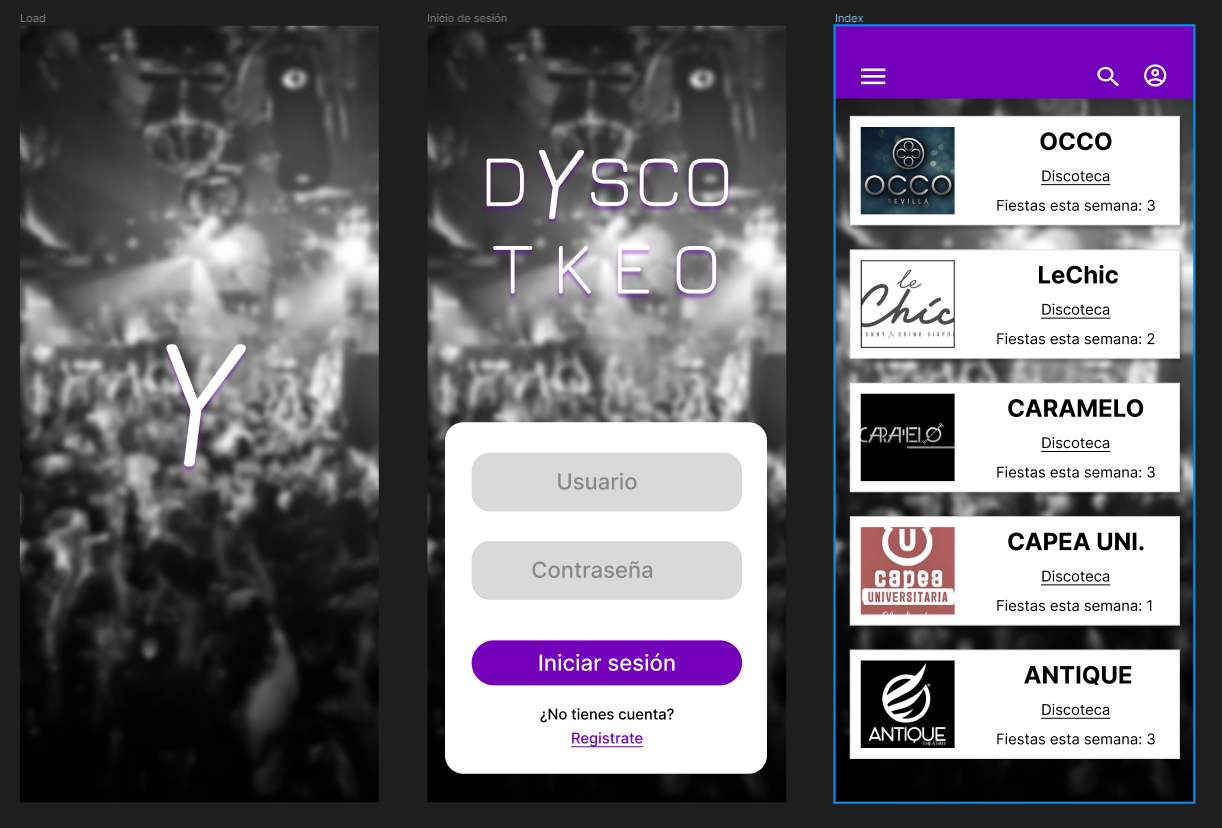 Load
Y
Inicio de sesión
DYSCO
TKEO
Usuario
Contraseña
Iniciar sesión
¿No tienes cuenta?
Registrate
Index
OCCO
SEVILLA
OCCO
Discoteca
Fiestas esta semana: 3
le
Chic
LeChic
Discoteca
Fiestas esta semana: 2
CARAMELO
CARAMELO
Discoteca
Fiestas esta semana: 3
U
capea
UNIVERSITARIA
CAPEA UNI.
Discoteca
Fiestas esta semana: 1
ANTIQUE
THEATRO
ANTIQUE
Discoteca
Fiestas esta semana: 3